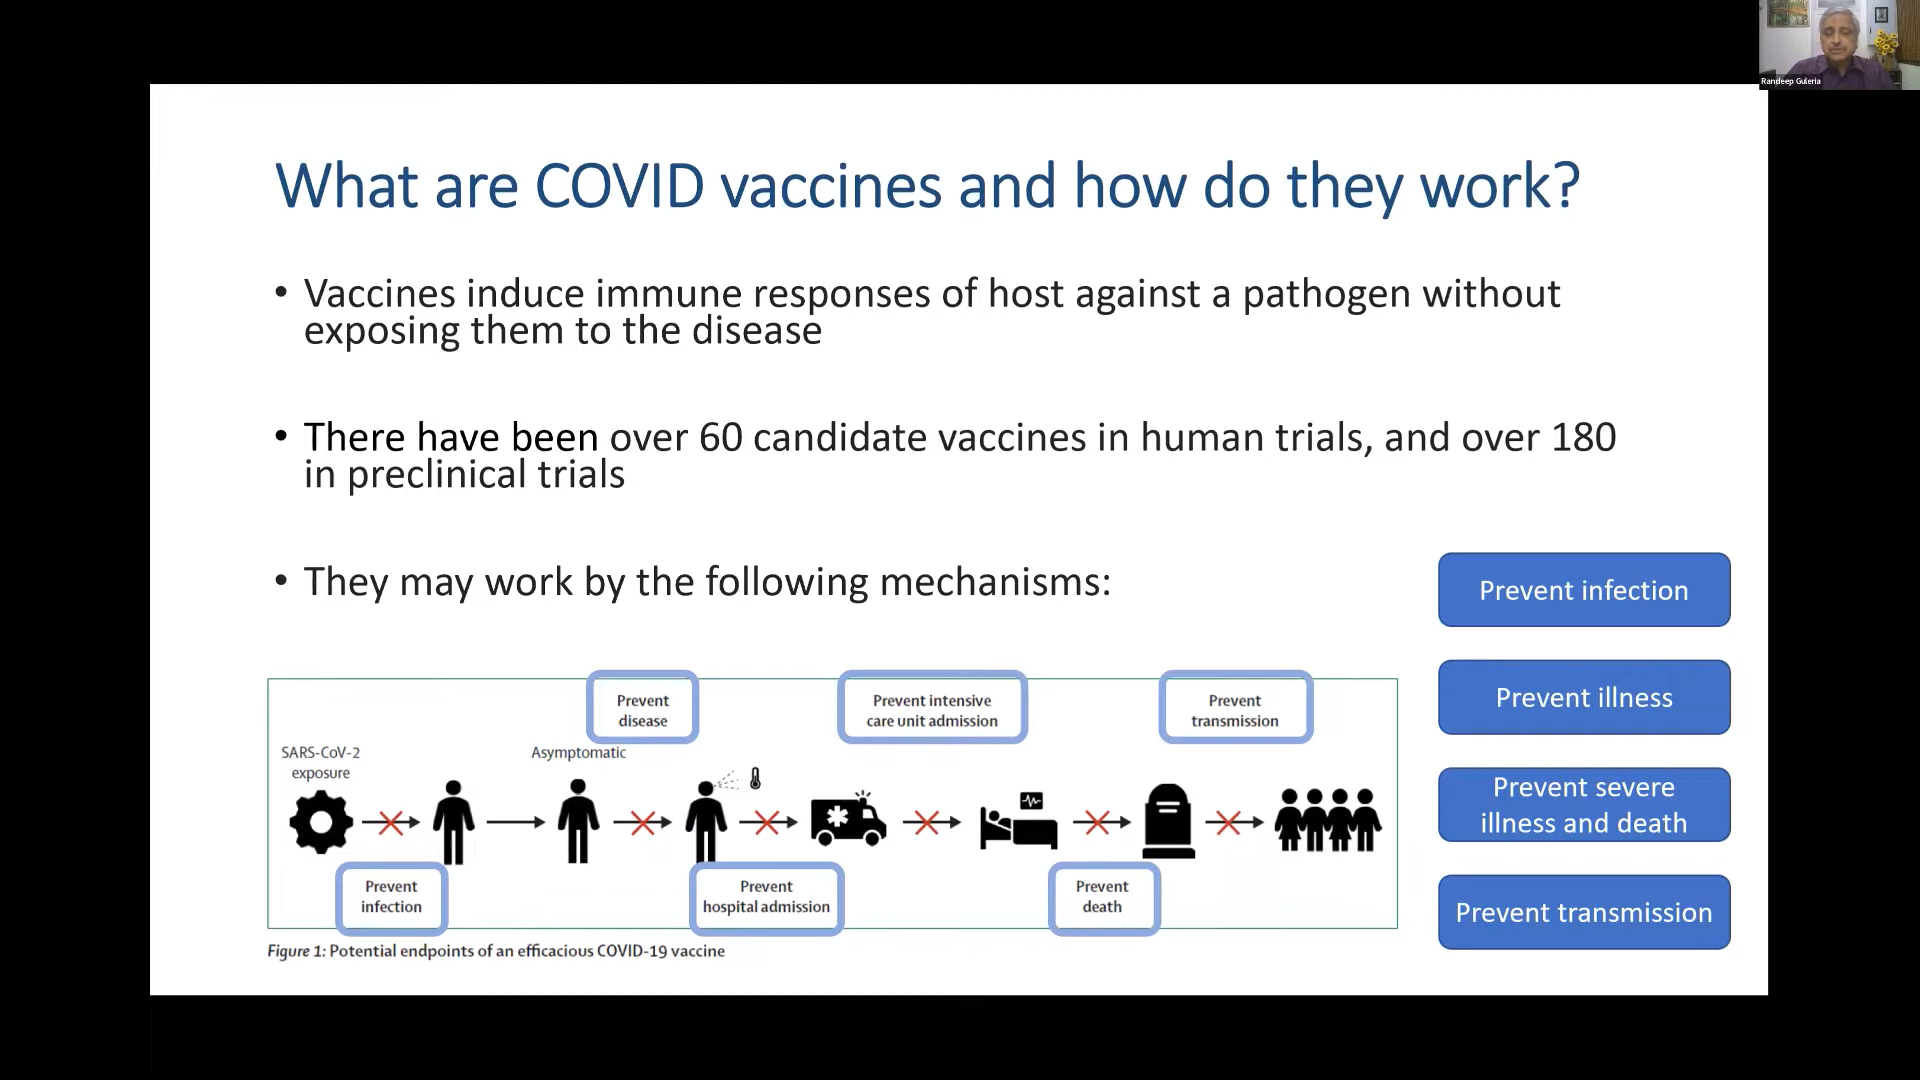 Randeep Guleria
What are COVID vaccines and how do they work?
• Vaccines induce immune responses of host against a pathogen without
exposing them to the disease
• There have been over 60 candidate vaccines in human trials, and over 180
in preclinical trials
• They may work by the following mechanisms:
Prevent infection
Prevent illness
Prevent severe
illness and death
Prevent transmission
Prevent
disease
Prevent intensive
care unit admission
Prevent
transmission
SARS-CoV-2
exposure
Asymptomatic
Prevent
infection
Prevent
hospital admission
Prevent
death
Figure 1: Potential endpoints of an efficacious COVID-19 vaccine